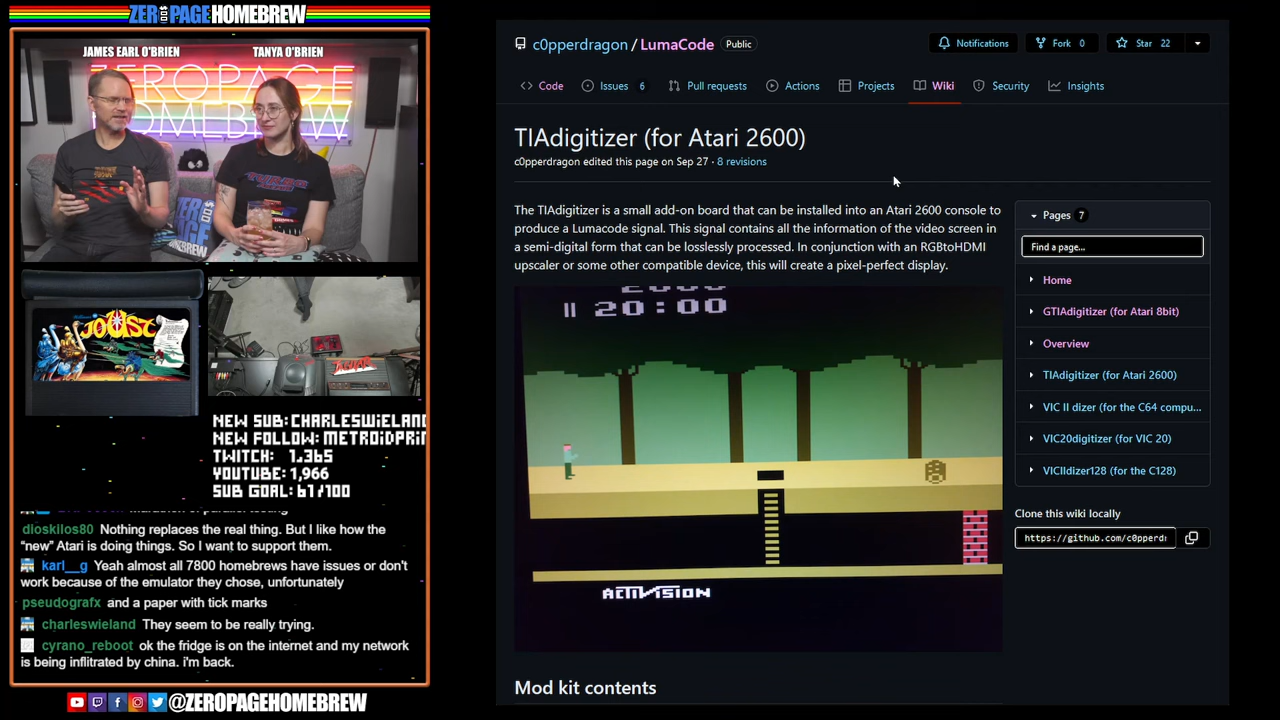 ZERO PAGE HOMEBREW
JAMES EARL O'BRIEN
TANYA O'BRIEN
ZEROPAGE
HOMEBREW
JOUST
NEW SUB: CHARLESWIELAND
NEW FOLLOW: METROIDPRI
TWITCH: 1,365
YOUTUBE: 1,966
SUB GOAL: 67/100
dioskilos80 Nothing replaces the real thing. But I like how the
“new” Atari is doing things. So I want to support them.
karl__g Yeah almost all 7800 homebrews have issues or don't
work because of the emulator they chose, unfortunately
pseudografx and a paper with tick marks
charleswieland They seem to be really trying.
cyrano_reboot ok the fridge is on the internet and my network
is being inflitrated by china. i'm back.
@ZEROPAGEHOMEBREW
c0pperdragon / LumaCode Public
Notifications
Fork 0
Star 22
Code
Issues 6
Pull requests
Actions
Projects
Wiki
Security
Insights
TIAdigitizer (for Atari 2600)
c0pperdragon edited this page on Sep 27 · 8 revisions
The TIAdigitizer is a small add-on board that can be installed into an Atari 2600 console to
produce a Lumacode signal. This signal contains all the information of the video screen in
a semi-digital form that can be losslessly processed. In conjunction with an RGBtoHDMI
upscaler or some other compatible device, this will create a pixel-perfect display.
2000
20:00
ACTIVISION
Mod kit contents
Pages 7
Find a page...
Home
GTIAdigitizer (for Atari 8bit)
Overview
TIAdigitizer (for Atari 2600)
VIC II dizer (for the C64 compu...
VIC20digitizer (for VIC 20)
VICIIdizer128 (for the C128)
Clone this wiki locally
https://github.com/c0pperdr